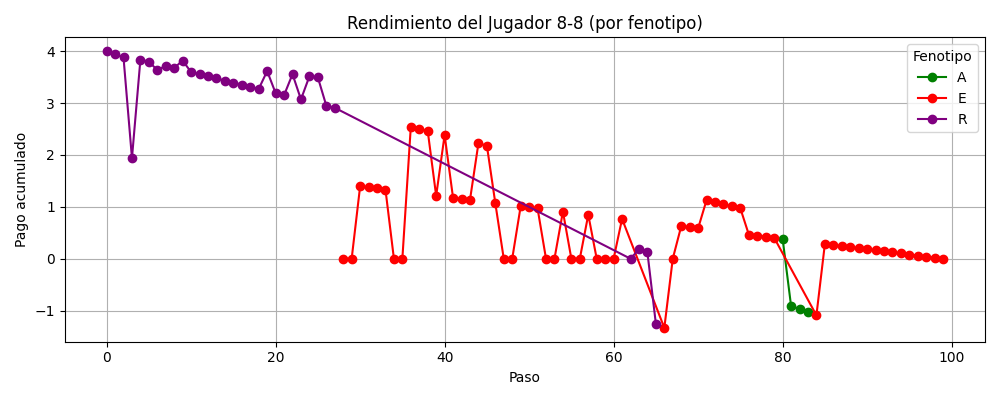 Rendimiento del Jugador 8-8 (por fenotipo)
Pago acumulado
4
3
2
1
0
−1
Fenotipo
A
E
R
0
20
40
60
80
100
Paso